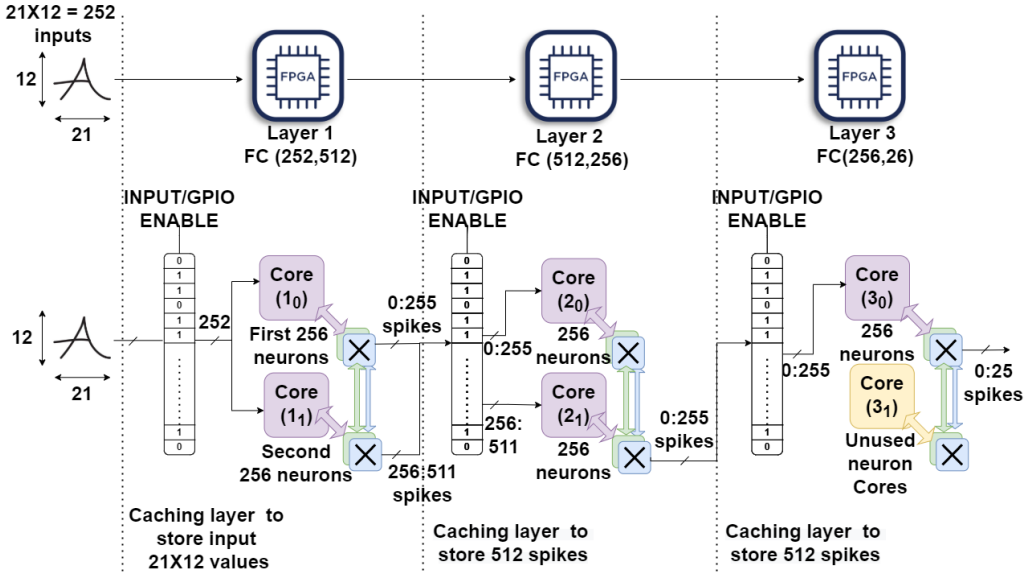 21X12 = 252
inputs
12
21
FPGA
Layer 1
FC (252,512)
FPGA
Layer 2
FC (512,256)
FPGA
Layer 3
FC(256,26)
INPUT/GPIO
ENABLE
INPUT/GPIO
ENABLE
INPUT/GPIO
ENABLE
12
21
0
1
1
0
1
1
1
0
252
Core
(1₀)
First 256
neurons
Core
(1₁)
Second
256 neurons
0:255
spikes
256:511
spikes
0
1
1
1
1
1
1
0
0:255
256:
511
Core
(2₀)
256
neurons
Core
(2₁)
256
neurons
0:255
spikes
0
1
1
0
1
1
1
0
0:255
Core
(3₀)
256
neurons
Core
(3₁)
Unused
neuron
Cores
0:25
spikes
Caching layer to
store input
21X12 values
Caching layer to
store 512 spikes
Caching layer to
store 512 spikes